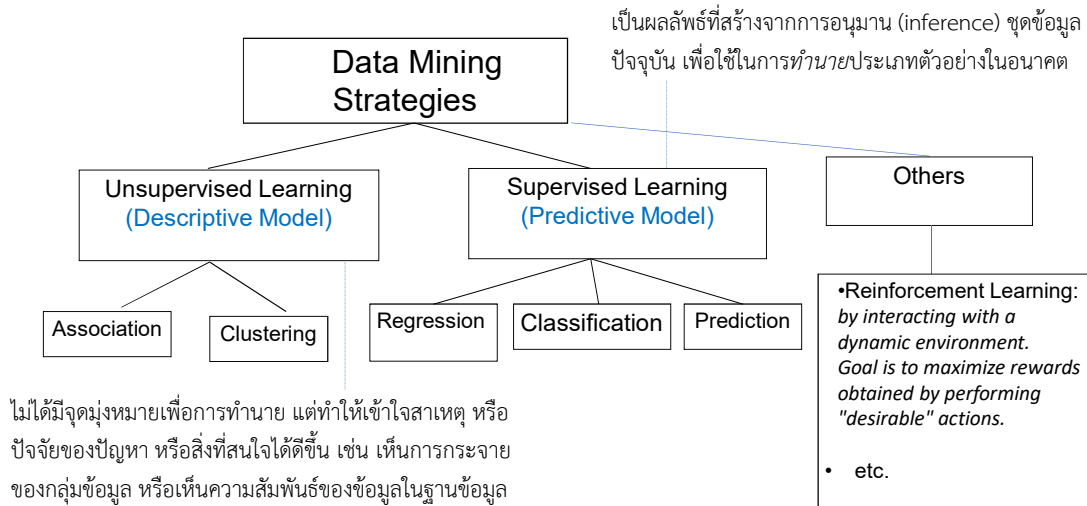 เป็นผลลัพธ์ที่สร้างจากการอนุมาน (inference) ชุดข้อมูล
ปัจจุบัน เพื่อใช้ในการทำนายประเภทตัวอย่างในอนาคต
Data Mining
Strategies
Unsupervised Learning
(Descriptive Model)
Supervised Learning
(Predictive Model)
Others
Association
Clustering
Regression
Classification
Prediction
•Reinforcement Learning:
by interacting with a
dynamic environment.
Goal is to maximize rewards
obtained by performing
"desirable" actions.
• etc.
ไม่ได้มีจุดมุ่งหมายเพื่อการทำนาย แต่ทำให้เข้าใจสาเหตุ หรือ
ปัจจัยของปัญหา หรือสิ่งที่สนใจได้ดีขึ้น เช่น เห็นการกระจาย
ของกลุ่มข้อมูล หรือเห็นความสัมพันธ์ของข้อมูลในฐานข้อมูล